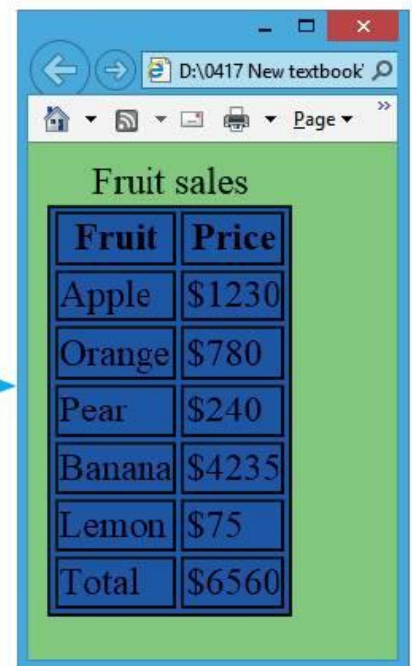 D:\0417 New textbook'
Page
Fruit sales
Fruit Price
Apple $1230
Orange $780
Pear $240
Banana $4235
Lemon $75
Total $6560